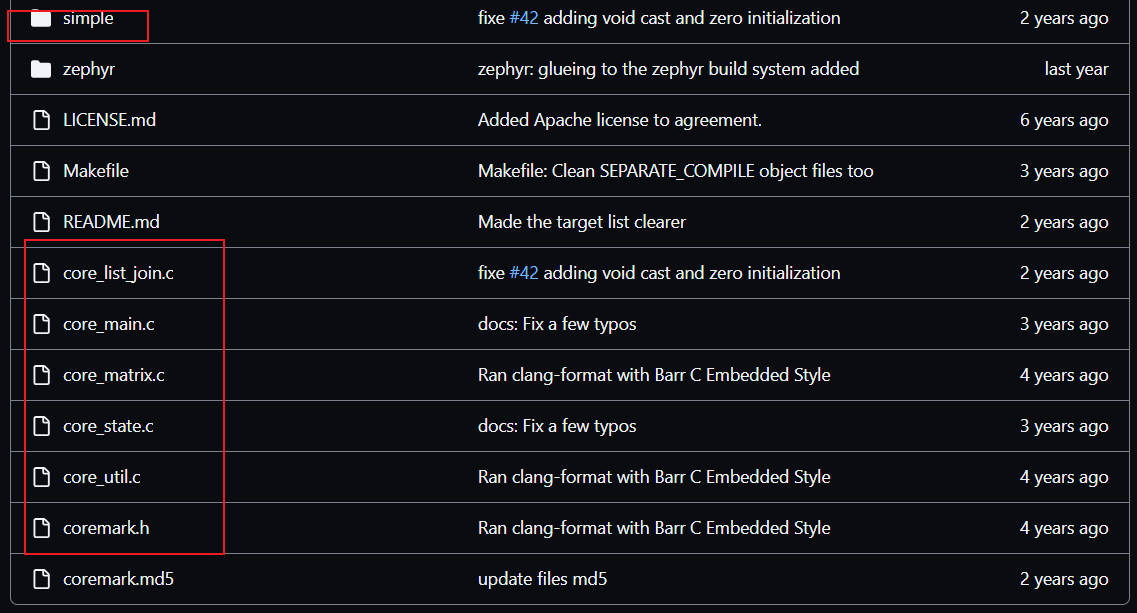 simple fixe #42 adding void cast and zero initialization 2 years ago
zephyr zephyr: glueing to the zephyr build system added last year
LICENSE.md Added Apache license to agreement. 6 years ago
Makefile Makefile: Clean SEPARATE_COMPILE object files too 3 years ago
README.md Made the target list clearer 2 years ago
core_list_join.c fixe #42 adding void cast and zero initialization 2 years ago
core_main.c docs: Fix a few typos 3 years ago
core_matrix.c Ran clang-format with Barr C Embedded Style 4 years ago
core_state.c docs: Fix a few typos 3 years ago
core_util.c Ran clang-format with Barr C Embedded Style 4 years ago
coremark.h Ran clang-format with Barr C Embedded Style 4 years ago
coremark.md5 update files md5 2 years ago